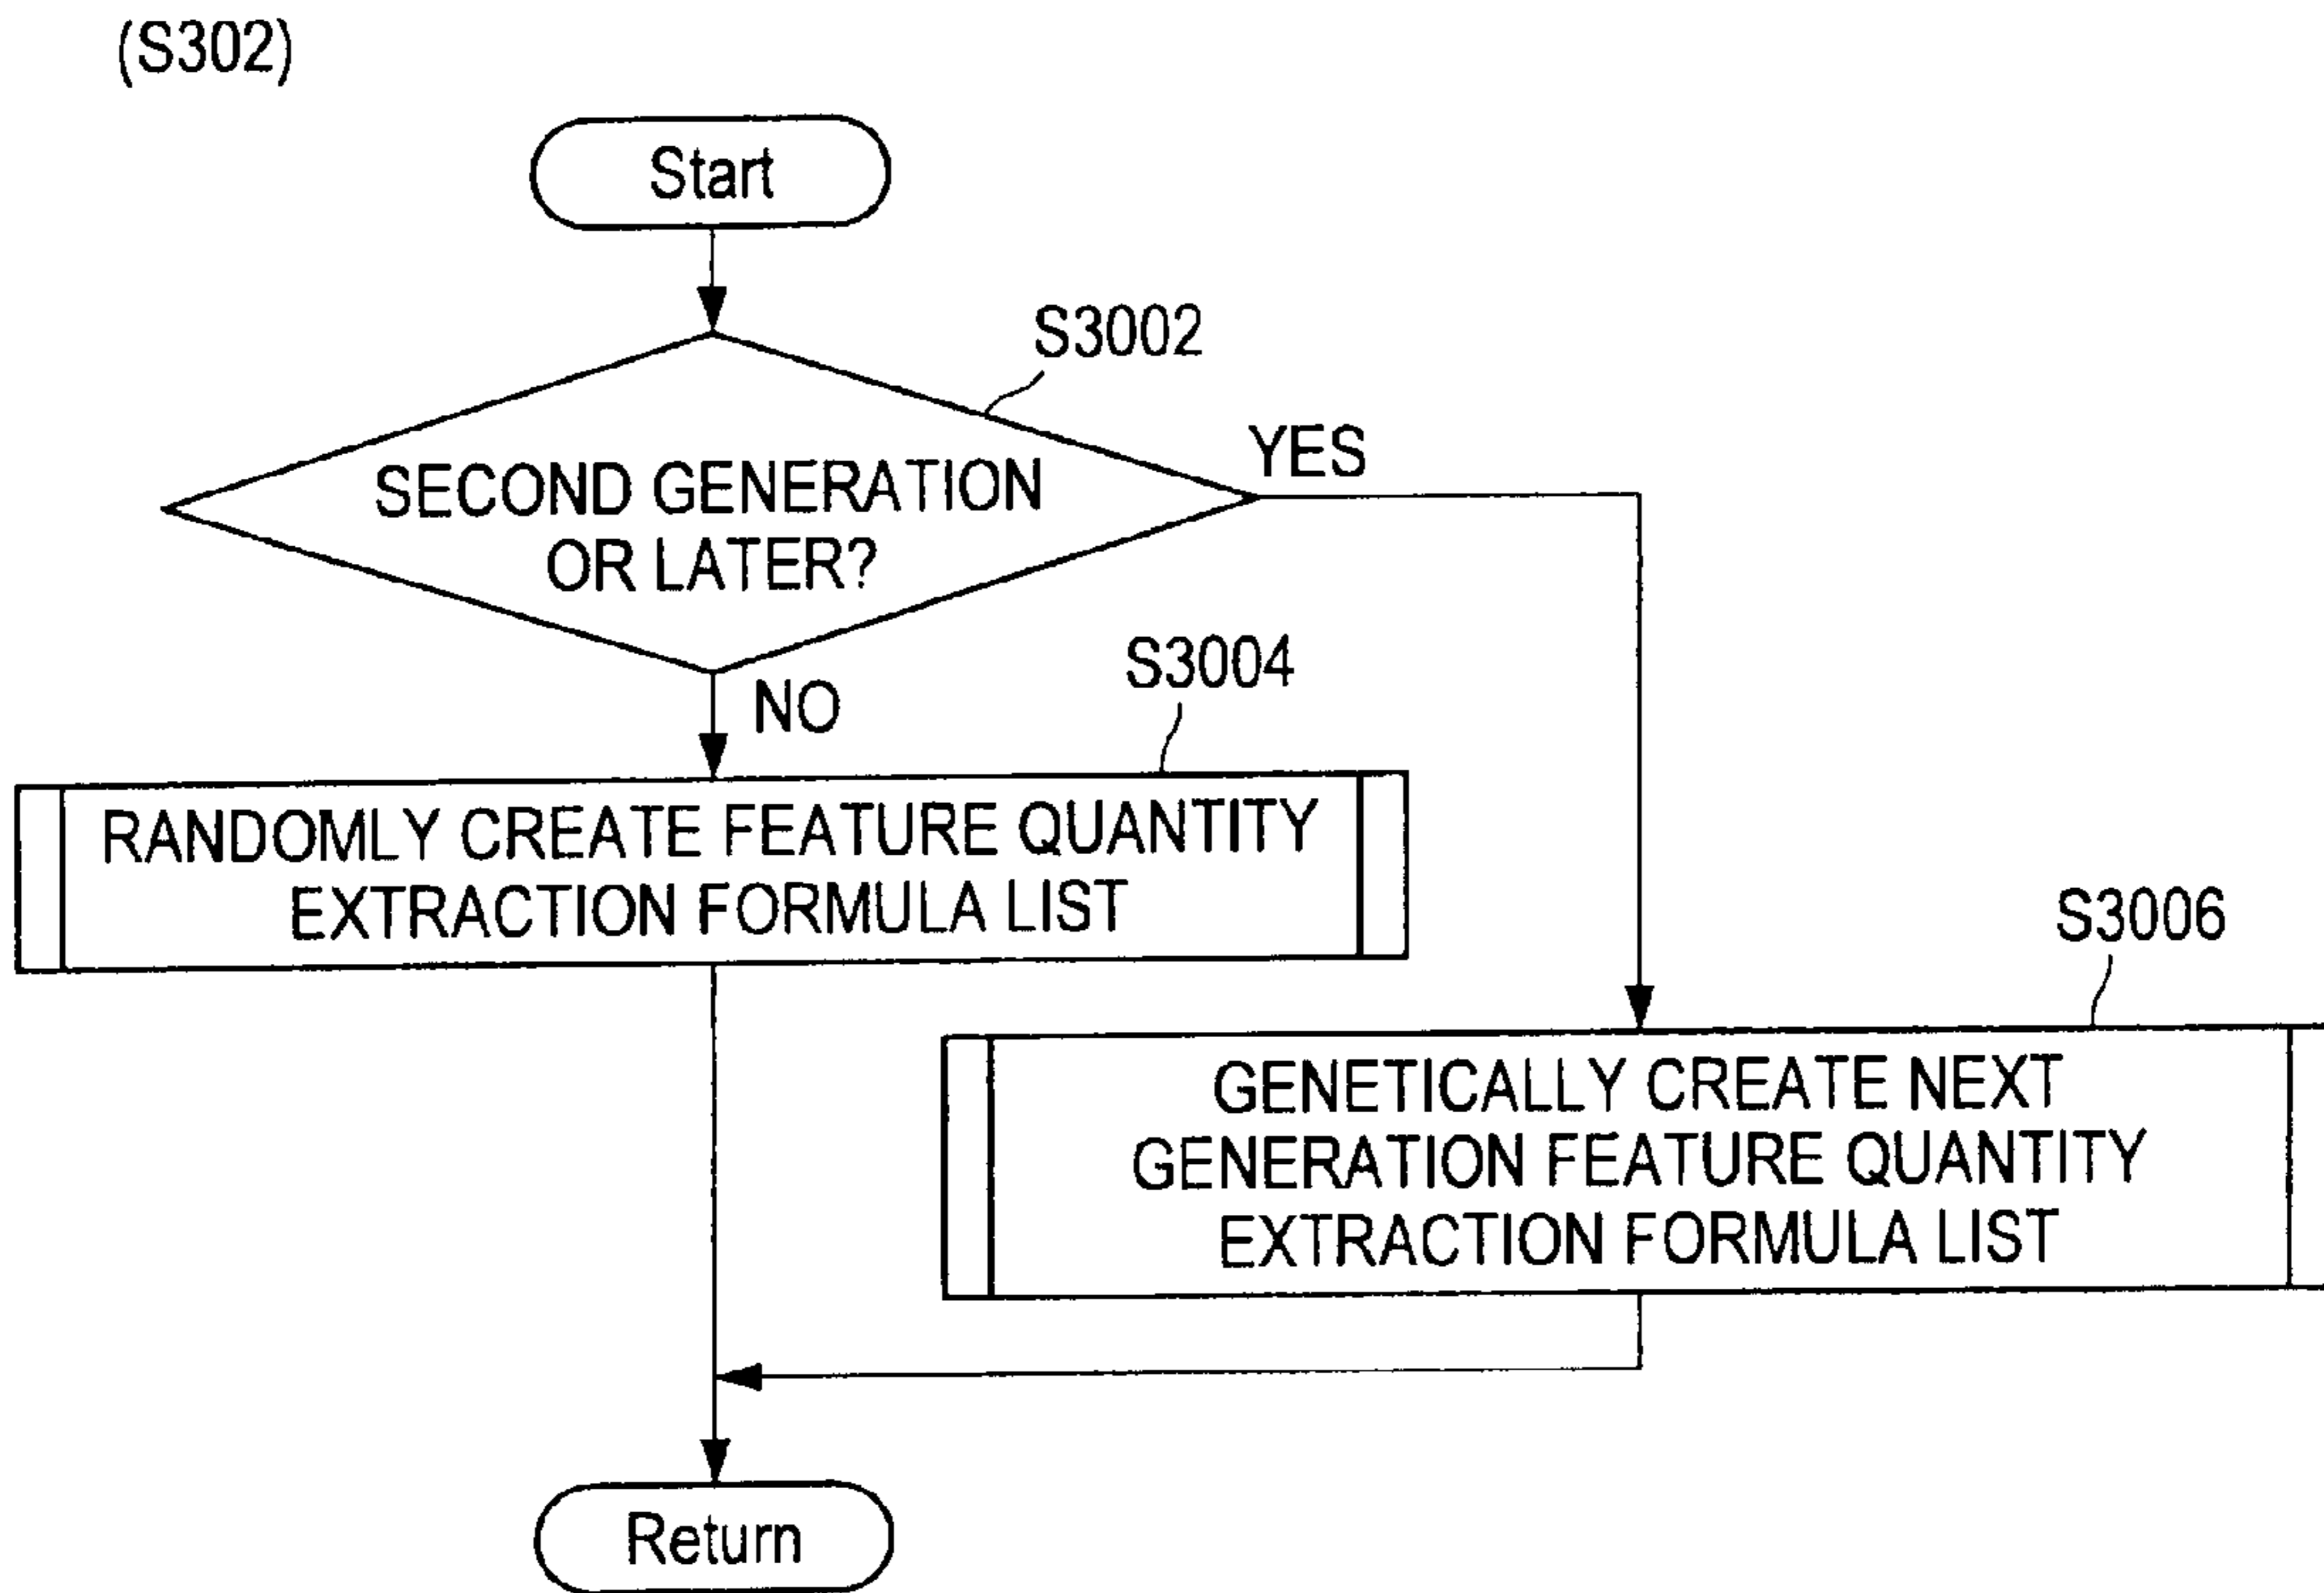 (S302)
Start
S3002
SECOND GENERATION
OR LATER?
YES
NO
S3004
RANDOMLY CREATE FEATURE QUANTITY
EXTRACTION FORMULA LIST
S3006
GENETICALLY CREATE NEXT
GENERATION FEATURE QUANTITY
EXTRACTION FORMULA LIST
Return